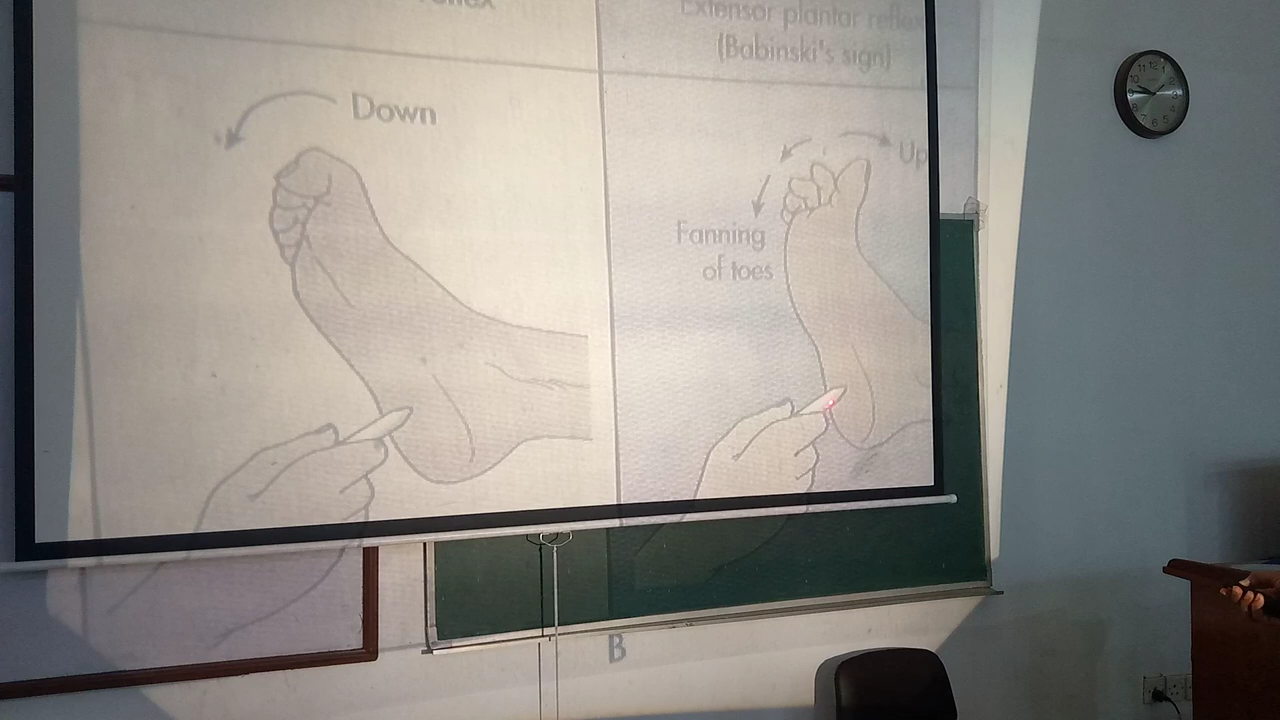 Extensor plantar reflex
(Babinski's sign)
Down
Up
Fanning
of toes
B